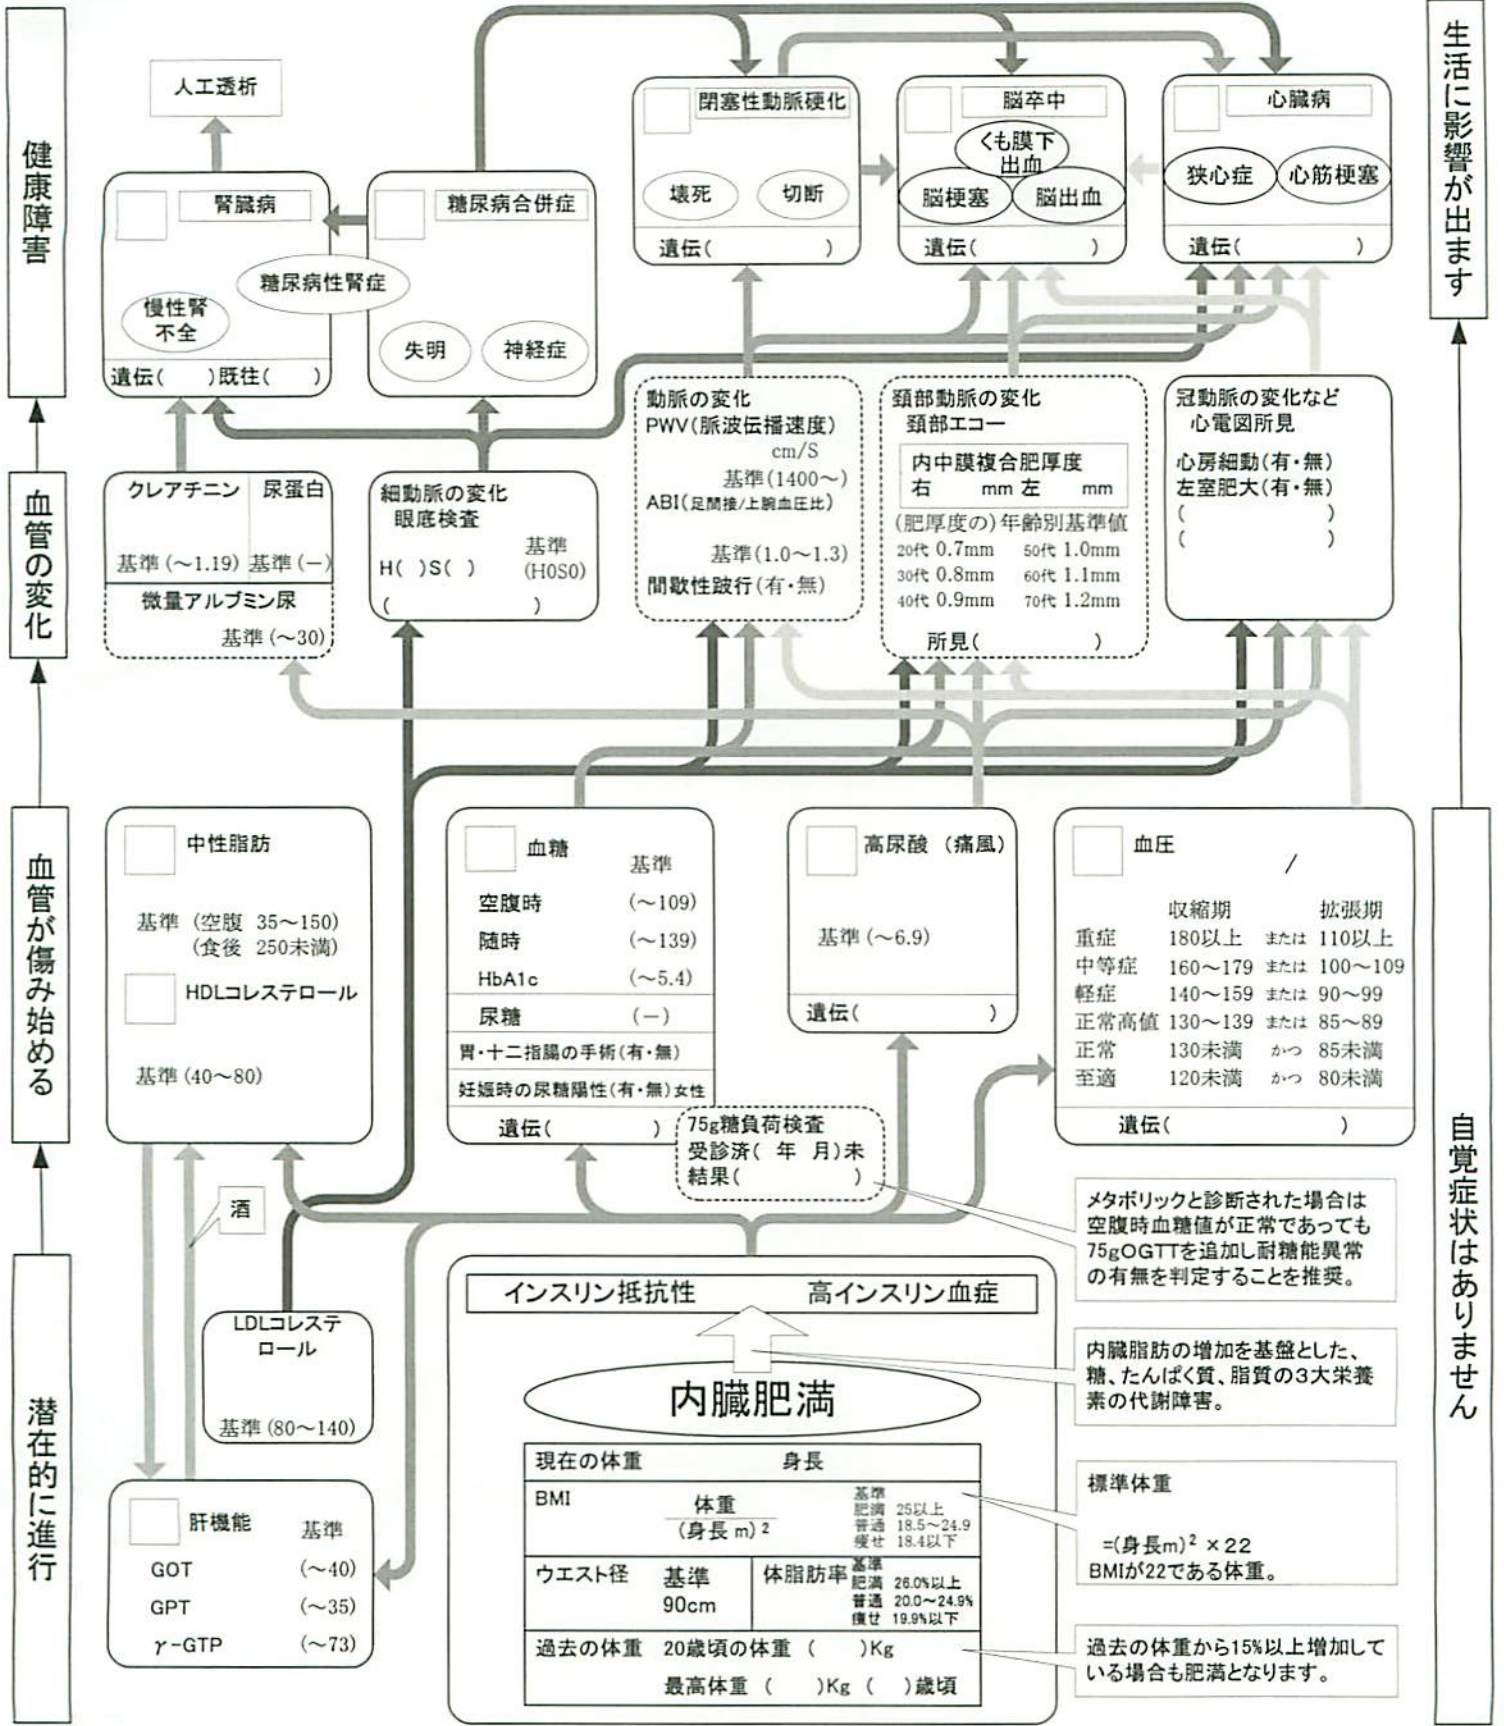 健康障害
血管の変化
血管が傷み始める
潜在的に進行
生活に影響が出ます
自覚症状はありません
人工透析
腎臓病
慢性腎
不全
遺伝(　　)既往(　　)
糖尿病性腎症
糖尿病合併症
失明
神経症
閉塞性動脈硬化
壊死
切断
遺伝(　　)
脳卒中
くも膜下
出血
脳梗塞
脳出血
遺伝(　　)
心臓病
狭心症
心筋梗塞
遺伝(　　)
クレアチニン
基準(～1.19)
尿蛋白
基準(－)
微量アルブミン尿
基準(～30)
細動脈の変化
眼底検査
基準
H(　)S(　)
(H0S0)
(　　)
動脈の変化
PWV(脈波伝播速度)
cm/S
基準(1400～)
ABI(足関接/上腕血圧比)
基準(1.0～1.3)
間歇性跛行(有・無)
頚部動脈の変化
頚部エコー
内中膜複合肥厚度
右　　mm 左　　mm
(肥厚度の)年齢別基準値
20代 0.7mm　50代 1.0mm
30代 0.8mm　60代 1.1mm
40代 0.9mm　70代 1.2mm
所見(　　)
冠動脈の変化など
心電図所見
心房細動(有・無)
左室肥大(有・無)
(　　)
(　　)
中性脂肪
基準 (空腹 35～150)
(食後 250未満)
HDLコレステロール
基準(40～80)
血糖
基準
空腹時　(～109)
随時　(～139)
HbA1c　(～5.4)
尿糖　(－)
胃・十二指腸の手術(有・無)
妊娠時の尿糖陽性(有・無)女性
遺伝(　　)
75g糖負荷検査
受診済(　年　月)未
結果(　　)
高尿酸 (痛風)
基準(～6.9)
遺伝(　　)
血圧　/
収縮期　拡張期
重症　180以上　または　110以上
中等症　160～179　または　100～109
軽症　140～159　または　90～99
正常高値　130～139　または　85～89
正常　130未満　かつ　85未満
至適　120未満　かつ　80未満
遺伝(　　)
酒
LDLコレステ
ロール
基準(80～140)
肝機能　基準
GOT　(～40)
GPT　(～35)
γ-GTP　(～73)
インスリン抵抗性　高インスリン血症
内臓肥満
現在の体重　身長
BMI
体重
(身長 m)²
基準
肥満 25以上
普通 18.5～24.9
痩せ 18.4以下
ウエスト径
基準
90cm
体脂肪率
基準
肥満 26.0%以上
普通 20.0～24.9%
痩せ 19.9%以下
過去の体重　20歳頃の体重 (　　)Kg
最高体重 (　　)Kg (　　)歳頃
メタボリックと診断された場合は
空腹時血糖値が正常であっても
75gOGTTを追加し耐糖能異常
の有無を判定することを推奨。
内臓脂肪の増加を基盤とした、
糖、たんぱく質、脂質の3大栄養
素の代謝障害。
標準体重
=(身長m)²×22
BMIが22である体重。
過去の体重から15%以上増加して
いる場合も肥満となります。